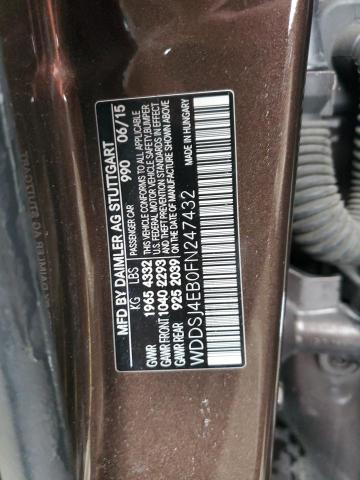 MFD BY DAIMLER AG STUTTGART
PASSENGER CAR 990 06/15
KG LBS
GVWR 1965 4332
GAWR FRONT 1040 2293
GAWR REAR 925 2039
THIS VEHICLE CONFORMS TO ALL APPLICABLE
U.S. FEDERAL MOTOR VEHICLE SAFETY, BUMPER
AND THEFT PREVENTION STANDARDS IN EFFECT
ON THE DATE OF MANUFACTURE SHOWN ABOVE
MADE IN HUNGARY
WDDSJ4EB0FN247432